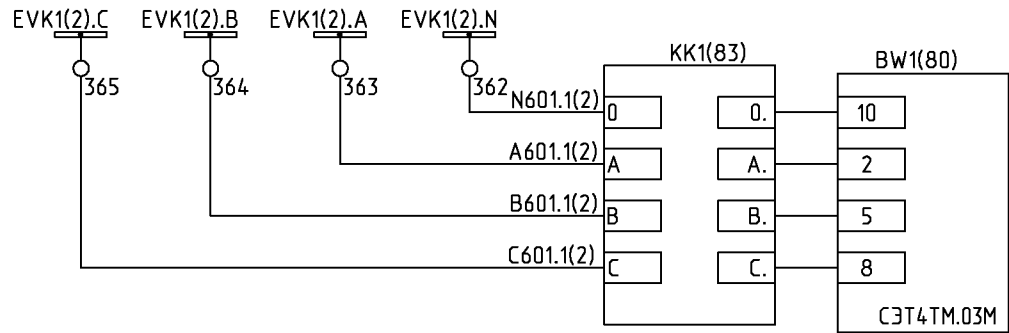 EVK1(2).C EVK1(2).B EVK1(2).A EVK1(2).N
KK1(83)
BW1(80)
365 364 363 362
N601.1(2)
0 0. 10
A601.1(2)
A A. 2
B601.1(2)
B B. 5
C601.1(2)
C C. 8
СЭТ4ТМ.03М